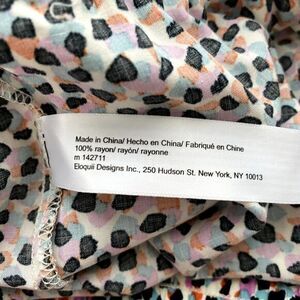 Made in China/ Hecho en China/ Fabriqué en Chine
100% rayon/ rayón/ rayonne
m 142711
Eloquii Designs Inc., 250 Hudson St. New York, NY 10013